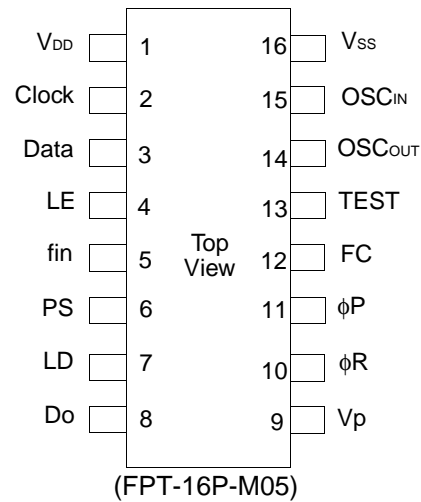 VDD 1 16 VSS
Clock 2 15 OSCIN
Data 3 14 OSCOUT
LE 4 13 TEST
fin 5 Top View 12 FC
PS 6 11 ϕP
LD 7 10 ϕR
Do 8 9 Vp
(FPT-16P-M05)